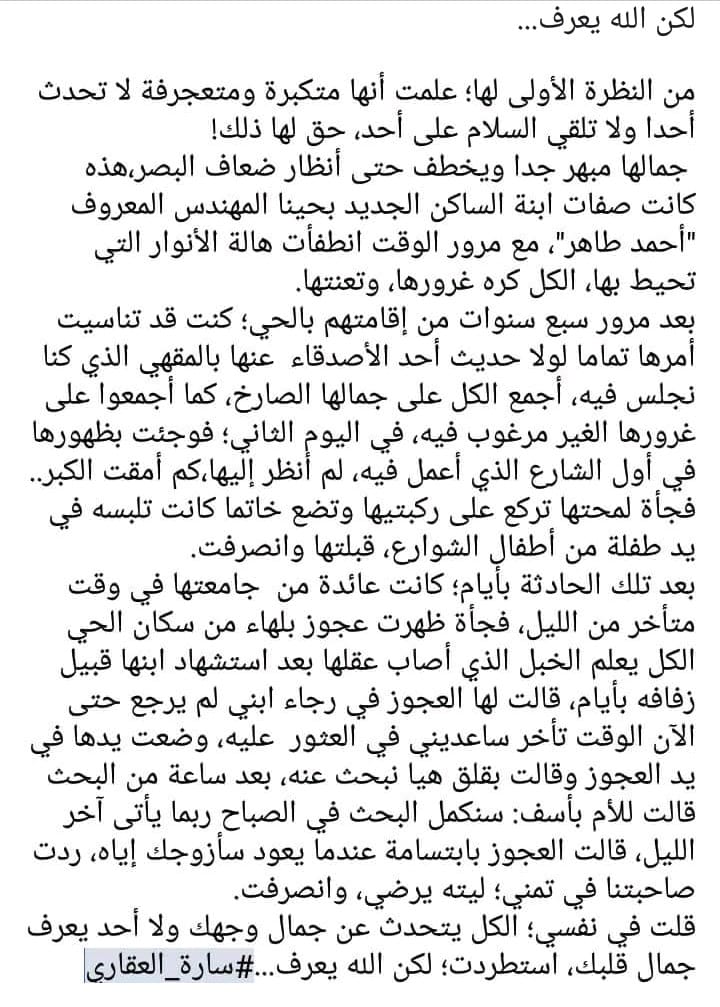 لكن الله يعرف...
من النظرة الأولى لها؛ علمت أنها متكبرة ومتعجرفة لا تحدث
أحدا ولا تلقي السلام على أحد، حق لها ذلك!
جمالها مبهر جدا ويخطف حتى أنظار ضعاف البصر،هذه
كانت صفات ابنة الساكن الجديد بحينا المهندس المعروف
"أحمد طاهر"، مع مرور الوقت انطفأت هالة الأنوار التي
تحيط بها، الكل كره غرورها، وتعنتها.
بعد مرور سبع سنوات من إقامتهم بالحي؛ كنت قد تناسيت
أمرها تماما لولا حديث أحد الأصدقاء  عنها بالمقهي الذي كنا
نجلس فيه، أجمع الكل على جمالها الصارخ، كما أجمعوا على
غرورها الغير مرغوب فيه، في اليوم الثاني؛ فوجئت بظهورها
في أول الشارع الذي أعمل فيه، لم أنظر إليها،كم أمقت الكبر..
فجأة لمحتها تركع على ركبتيها وتضع خاتما كانت تلبسه في
يد طفلة من أطفال الشوارع، قبلتها وانصرفت.
بعد تلك الحادثة بأيام؛ كانت عائدة من  جامعتها في وقت
متأخر من الليل، فجأة ظهرت عجوز بلهاء من سكان الحي
الكل يعلم الخبل الذي أصاب عقلها بعد استشهاد ابنها قبيل
زفافه بأيام، قالت لها العجوز في رجاء ابني لم يرجع حتى
الآن الوقت تأخر ساعديني في العثور  عليه، وضعت يدها في
يد العجوز وقالت بقلق هيا نبحث عنه، بعد ساعة من البحث
قالت للأم بأسف: سنكمل البحث في الصباح ربما يأتى آخر
الليل، قالت العجوز بابتسامة عندما يعود سأزوجك إياه، ردت
صاحبتنا في تمني؛ ليته يرضي، وانصرفت.
قلت في نفسي؛ الكل يتحدث عن جمال وجهك ولا أحد يعرف
جمال قلبك، استطردت؛ لكن الله يعرف...#سارة_العقاري